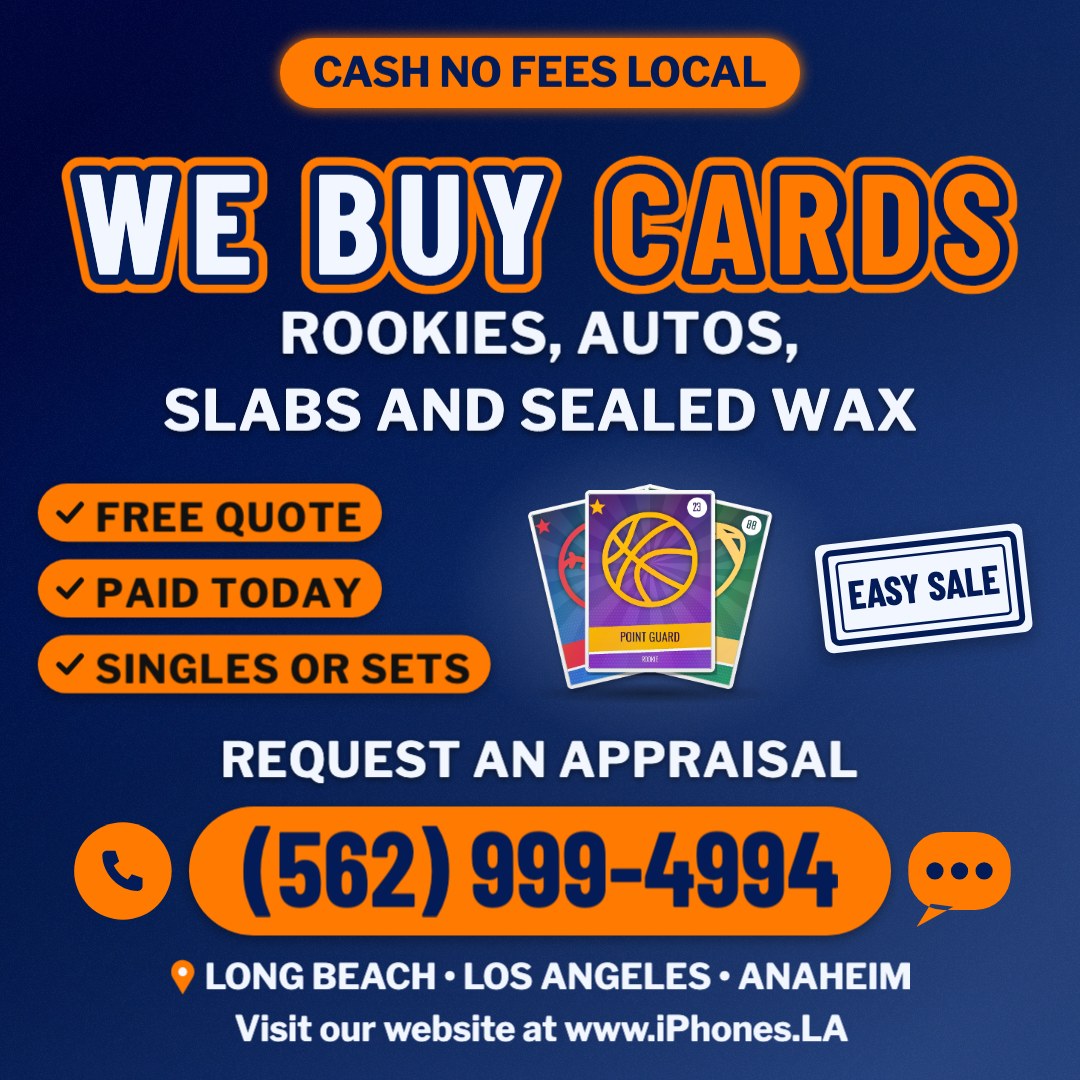 CASH NO FEES LOCAL
WE BUY CARDS
ROOKIES, AUTOS,
SLABS AND SEALED WAX
✓ FREE QUOTE
✓ PAID TODAY
✓ SINGLES OR SETS
23
88
POINT GUARD
ROOKIE
EASY SALE
REQUEST AN APPRAISAL
(562) 999-4994
LONG BEACH • LOS ANGELES • ANAHEIM
Visit our website at www.iPhones.LA